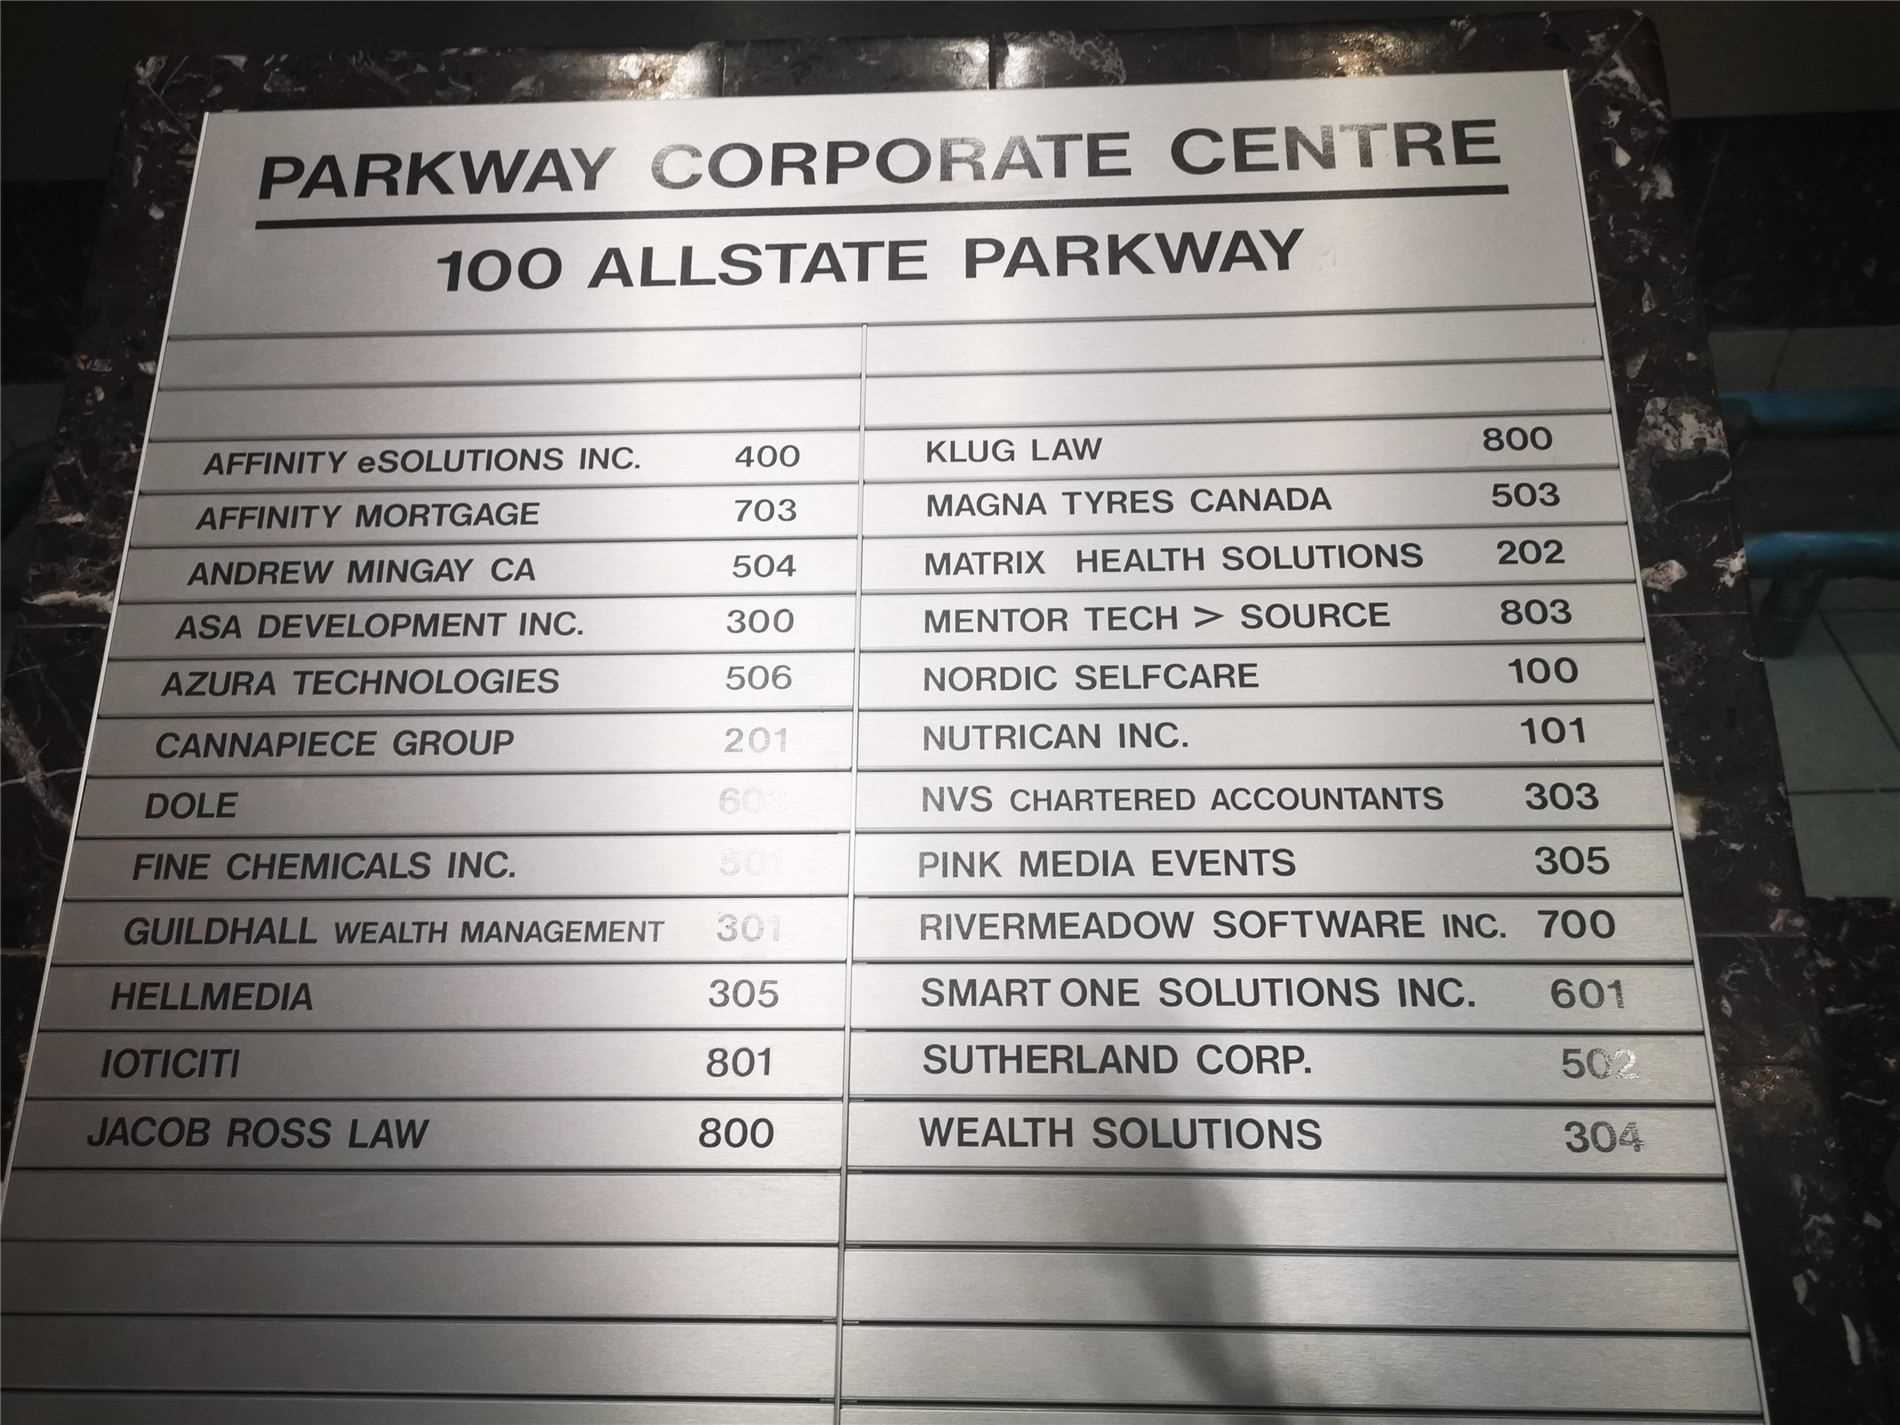 PARKWAY CORPORATE CENTRE
100 ALLSTATE PARKWAY
AFFINITY eSOLUTIONS INC. 400
AFFINITY MORTGAGE 703
ANDREW MINGAY CA 504
ASA DEVELOPMENT INC. 300
AZURA TECHNOLOGIES 506
CANNAPIECE GROUP 201
DOLE
FINE CHEMICALS INC. 501
GUILDHALL WEALTH MANAGEMENT 301
HELLMEDIA 305
IOTICITI 801
JACOB ROSS LAW 800
KLUG LAW 800
MAGNA TYRES CANADA 503
MATRIX HEALTH SOLUTIONS 202
MENTOR TECH > SOURCE 803
NORDIC SELFCARE 100
NUTRICAN INC. 101
NVS CHARTERED ACCOUNTANTS 303
PINK MEDIA EVENTS 305
RIVERMEADOW SOFTWARE INC. 700
SMART ONE SOLUTIONS INC. 601
SUTHERLAND CORP. 502
WEALTH SOLUTIONS 304